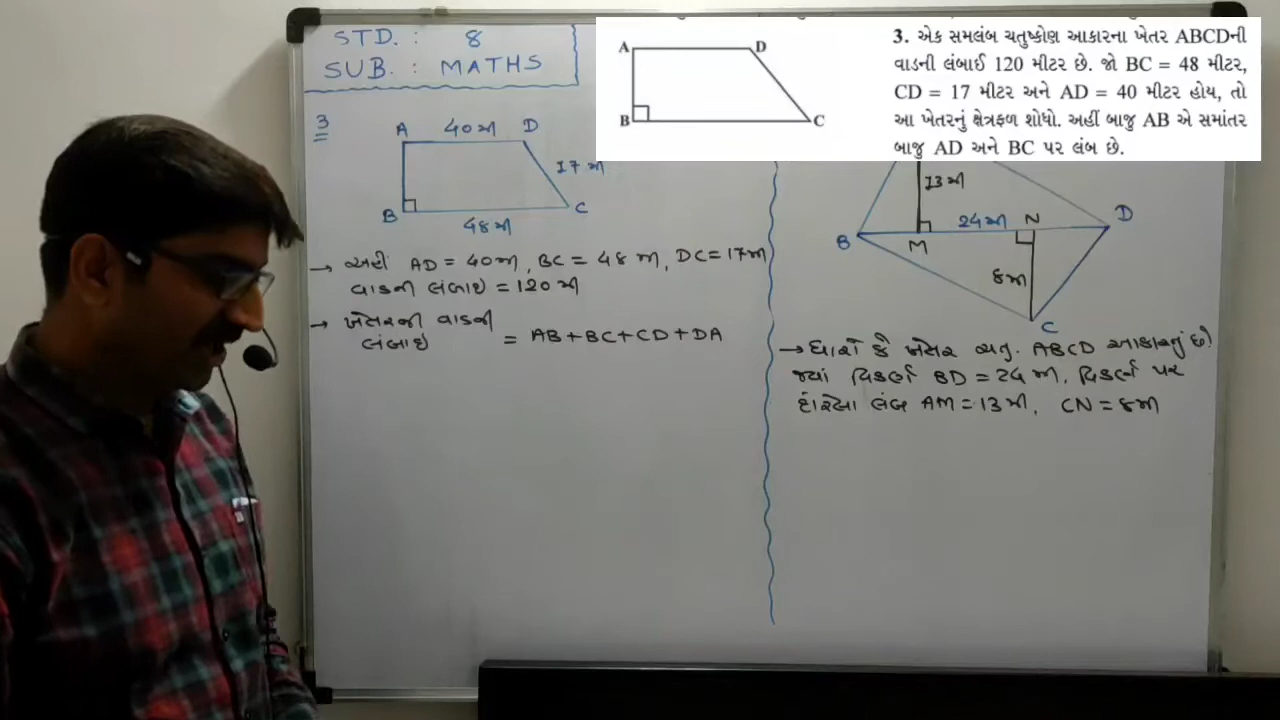 STD. : 8
SUB. : MATHS
3
A 40મી D
17મી
B 48મી C
→ અહીં AD = 40મી, BC = 48 મી, DC = 17મી
વાડની લંબાઈ = 120 મી
→ ખેતરની વાડની
લંબાઈ = AB+BC+CD+DA
A D
B C
3. એક સમલંબ ચતુષ્કોણ આકારના ખેતર ABCDની
વાડની લંબાઈ 120 મીટર છે. જો BC = 48 મીટર,
CD = 17 મીટર અને AD = 40 મીટર હોય, તો
આ ખેતરનું ક્ષેત્રફળ શોધો. અહીં બાજુ AB એ સમાંતર
બાજુ AD અને BC પર લંબ છે.
13મી
B M 24મી N D
8મી
C
→ ધારો કે ખેતર ચતુ. ABCD આકારનું છે
જ્યાં વિકર્ણ BD = 24 મી, વિકર્ણ પર
દોરેલા લંબ AM = 13 મી, CN = 8મી